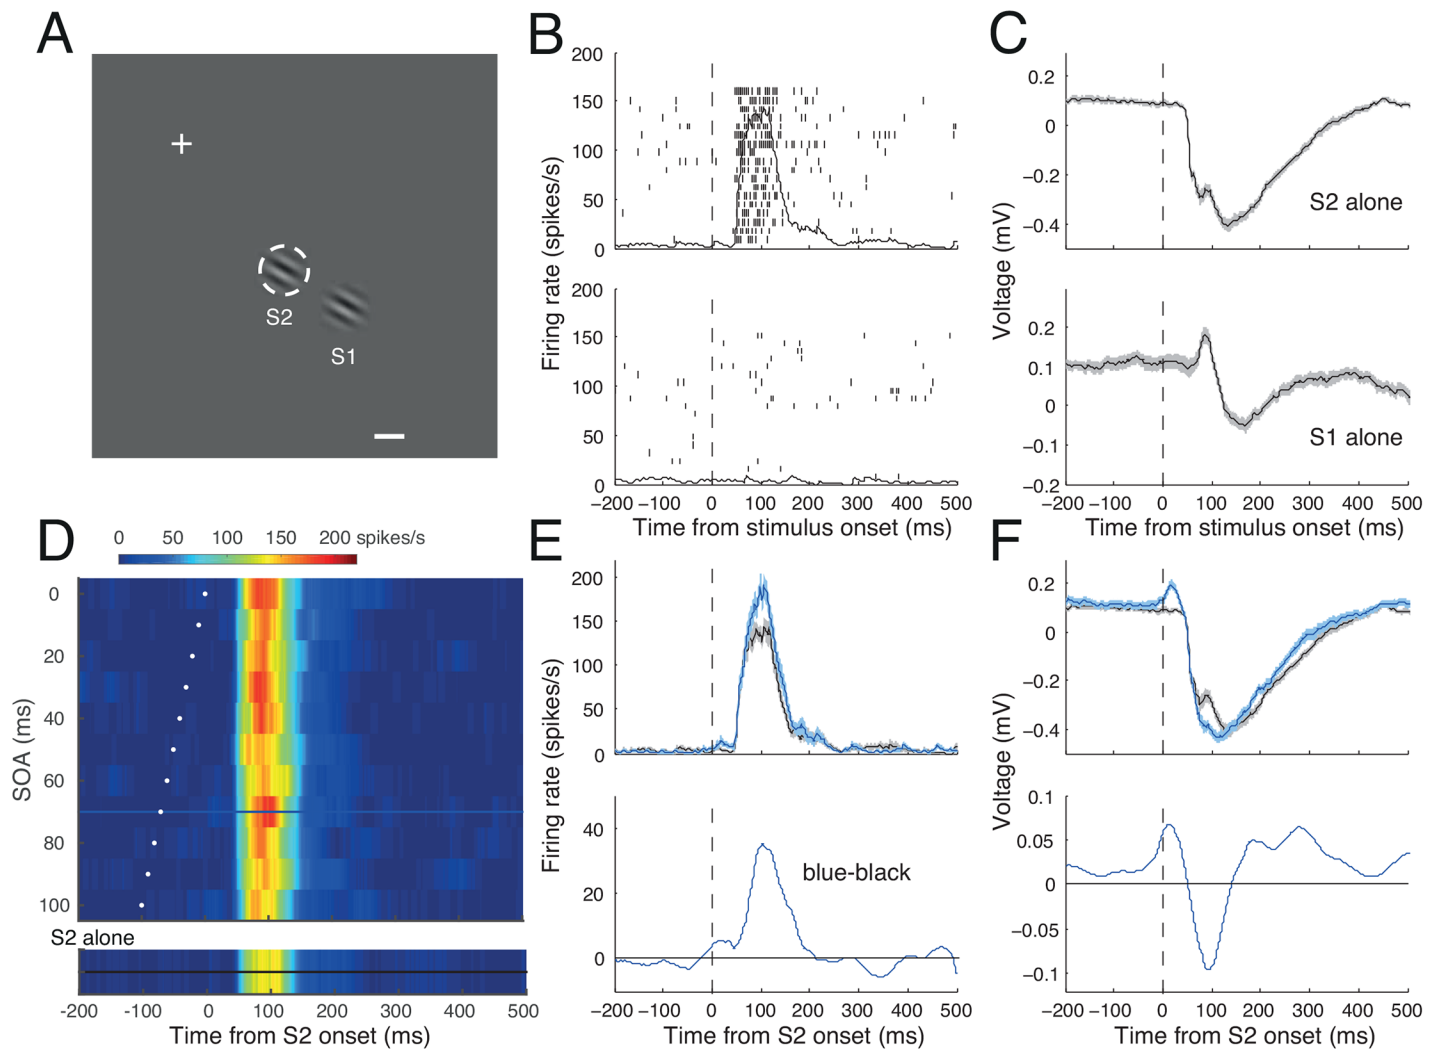 A
S2
S1
B
200
150
100
50
0
200
150
100
50
0
Firing rate (spikes/s)
−200 −100 0 100 200 300 400 500
Time from stimulus onset (ms)
C
0.2
0
−0.2
−0.4
S2 alone
0.2
0.1
0
−0.1
−0.2
S1 alone
Voltage (mV)
−200 −100 0 100 200 300 400 500
Time from stimulus onset (ms)
D
0 50 100 150 200 spikes/s
0
20
40
60
80
100
SOA (ms)
S2 alone
-200 -100 0 100 200 300 400 500
Time from S2 onset (ms)
E
200
150
100
50
0
40
20
0
Firing rate (spikes/s)
blue-black
−200 −100 0 100 200 300 400 500
Time from S2 onset (ms)
F
0.2
0
−0.2
−0.4
0.1
0.05
0
−0.05
−0.1
Voltage (mV)
−200 −100 0 100 200 300 400 500
Time from S2 onset (ms)